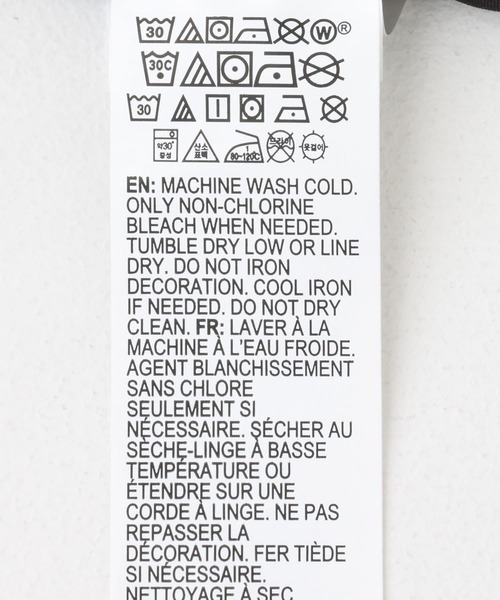 30 W®
30C
30
약30° 중성 산소 표백 80~120℃ 드라이 옷걸이
EN: MACHINE WASH COLD.
ONLY NON-CHLORINE
BLEACH WHEN NEEDED.
TUMBLE DRY LOW OR LINE
DRY. DO NOT IRON
DECORATION. COOL IRON
IF NEEDED. DO NOT DRY
CLEAN. FR: LAVER À LA
MACHINE À L'EAU FROIDE.
AGENT BLANCHISSEMENT
SANS CHLORE
SEULEMENT SI
NÉCESSAIRE. SÉCHER AU
SÈCHE-LINGE À BASSE
TEMPÉRATURE OU
ÉTENDRE SUR UNE
CORDE À LINGE. NE PAS
REPASSER LA
DÉCORATION. FER TIÈDE
SI NÉCESSAIRE.
NETTOYAGE À SEC